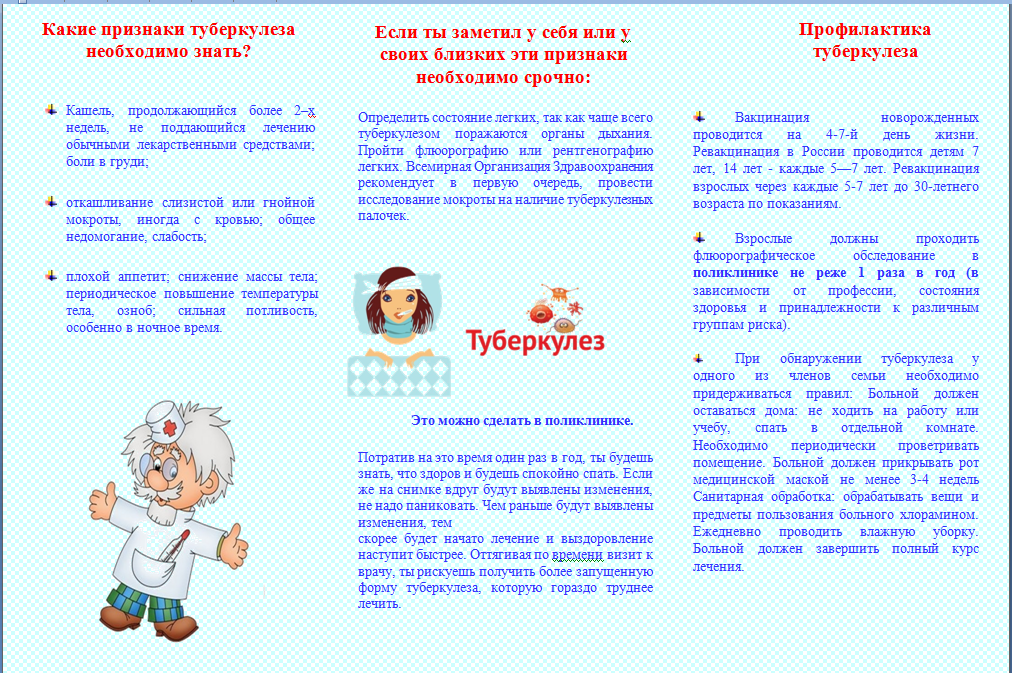 Какие признаки туберкулеза
необходимо знать?
Кашель, продолжающийся более 2–х
недель, не поддающийся лечению
обычными лекарственными средствами;
боли в груди;
откашливание слизистой или гнойной
мокроты, иногда с кровью; общее
недомогание, слабость;
плохой аппетит; снижение массы тела;
периодическое повышение температуры
тела, озноб; сильная потливость,
особенно в ночное время.
Если ты заметил у себя или у
своих близких эти признаки
необходимо срочно:
Определить состояние легких, так как чаще всего
туберкулезом поражаются органы дыхания.
Пройти флюорографию или рентгенографию
легких. Всемирная Организация Здравоохранения
рекомендует в первую очередь, провести
исследование мокроты на наличие туберкулезных
палочек.
Туберкулез
Это можно сделать в поликлинике.
Потратив на это время один раз в год, ты будешь
знать, что здоров и будешь спокойно спать. Если
же на снимке вдруг будут выявлены изменения,
не надо паниковать. Чем раньше будут выявлены
изменения, тем
скорее будет начато лечение и выздоровление
наступит быстрее. Оттягивая по времени визит к
врачу, ты рискуешь получить более запущенную
форму туберкулеза, которую гораздо труднее
лечить.
Профилактика
туберкулеза
Вакцинация новорожденных
проводится на 4-7-й день жизни.
Ревакцинация в России проводится детям 7
лет, 14 лет - каждые 5—7 лет. Ревакцинация
взрослых через каждые 5-7 лет до 30-летнего
возраста по показаниям.
Взрослые должны проходить
флюорографическое обследование в
поликлинике не реже 1 раза в год (в
зависимости от профессии, состояния
здоровья и принадлежности к различным
группам риска).
При обнаружении туберкулеза у
одного из членов семьи необходимо
придерживаться правил: Больной должен
оставаться дома: не ходить на работу или
учебу, спать в отдельной комнате.
Необходимо периодически проветривать
помещение. Больной должен прикрывать рот
медицинской маской не менее 3-4 недель
Санитарная обработка: обрабатывать вещи и
предметы пользования больного хлорамином.
Ежедневно проводить влажную уборку.
Больной должен завершить полный курс
лечения.